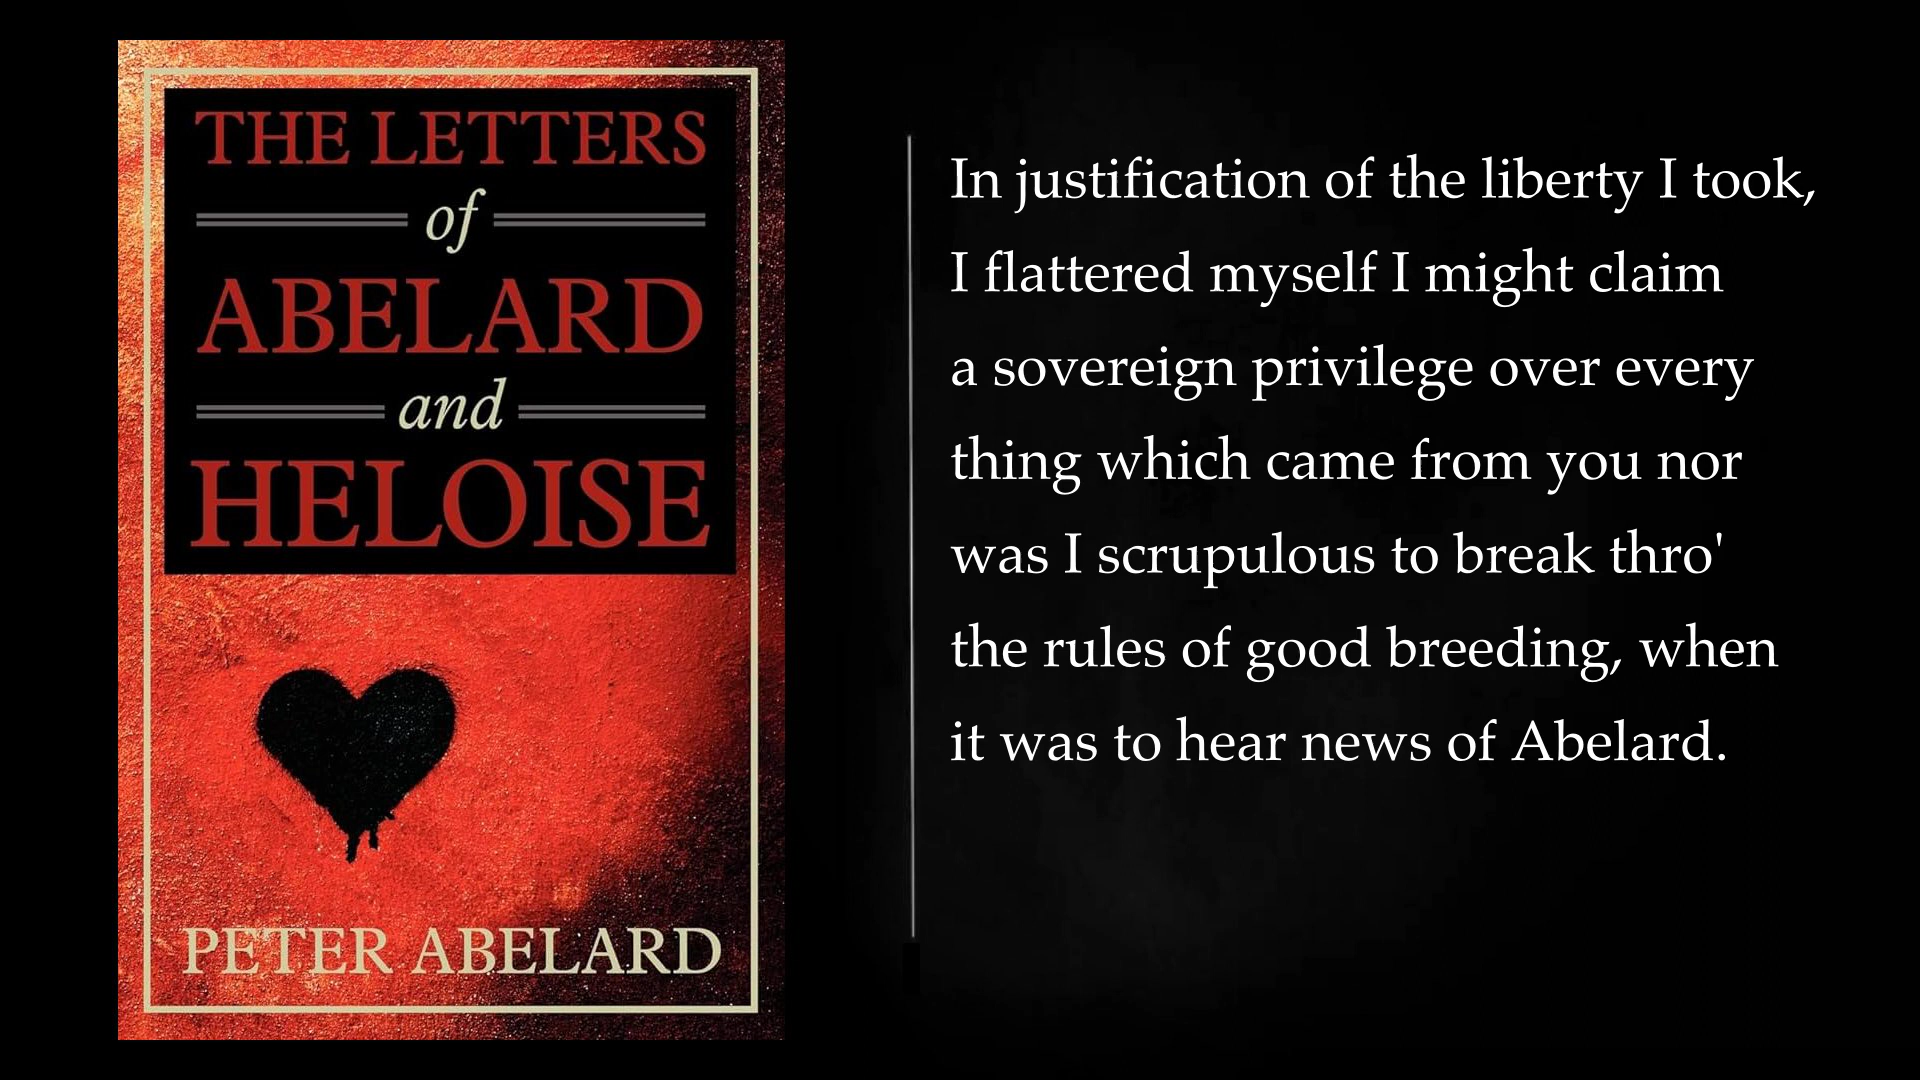 THE LETTERS
of
ABELARD
and
HELOISE
PETER ABELARD
In justification of the liberty I took,
I flattered myself I might claim
a sovereign privilege over every
thing which came from you nor
was I scrupulous to break thro'
the rules of good breeding, when
it was to hear news of Abelard.